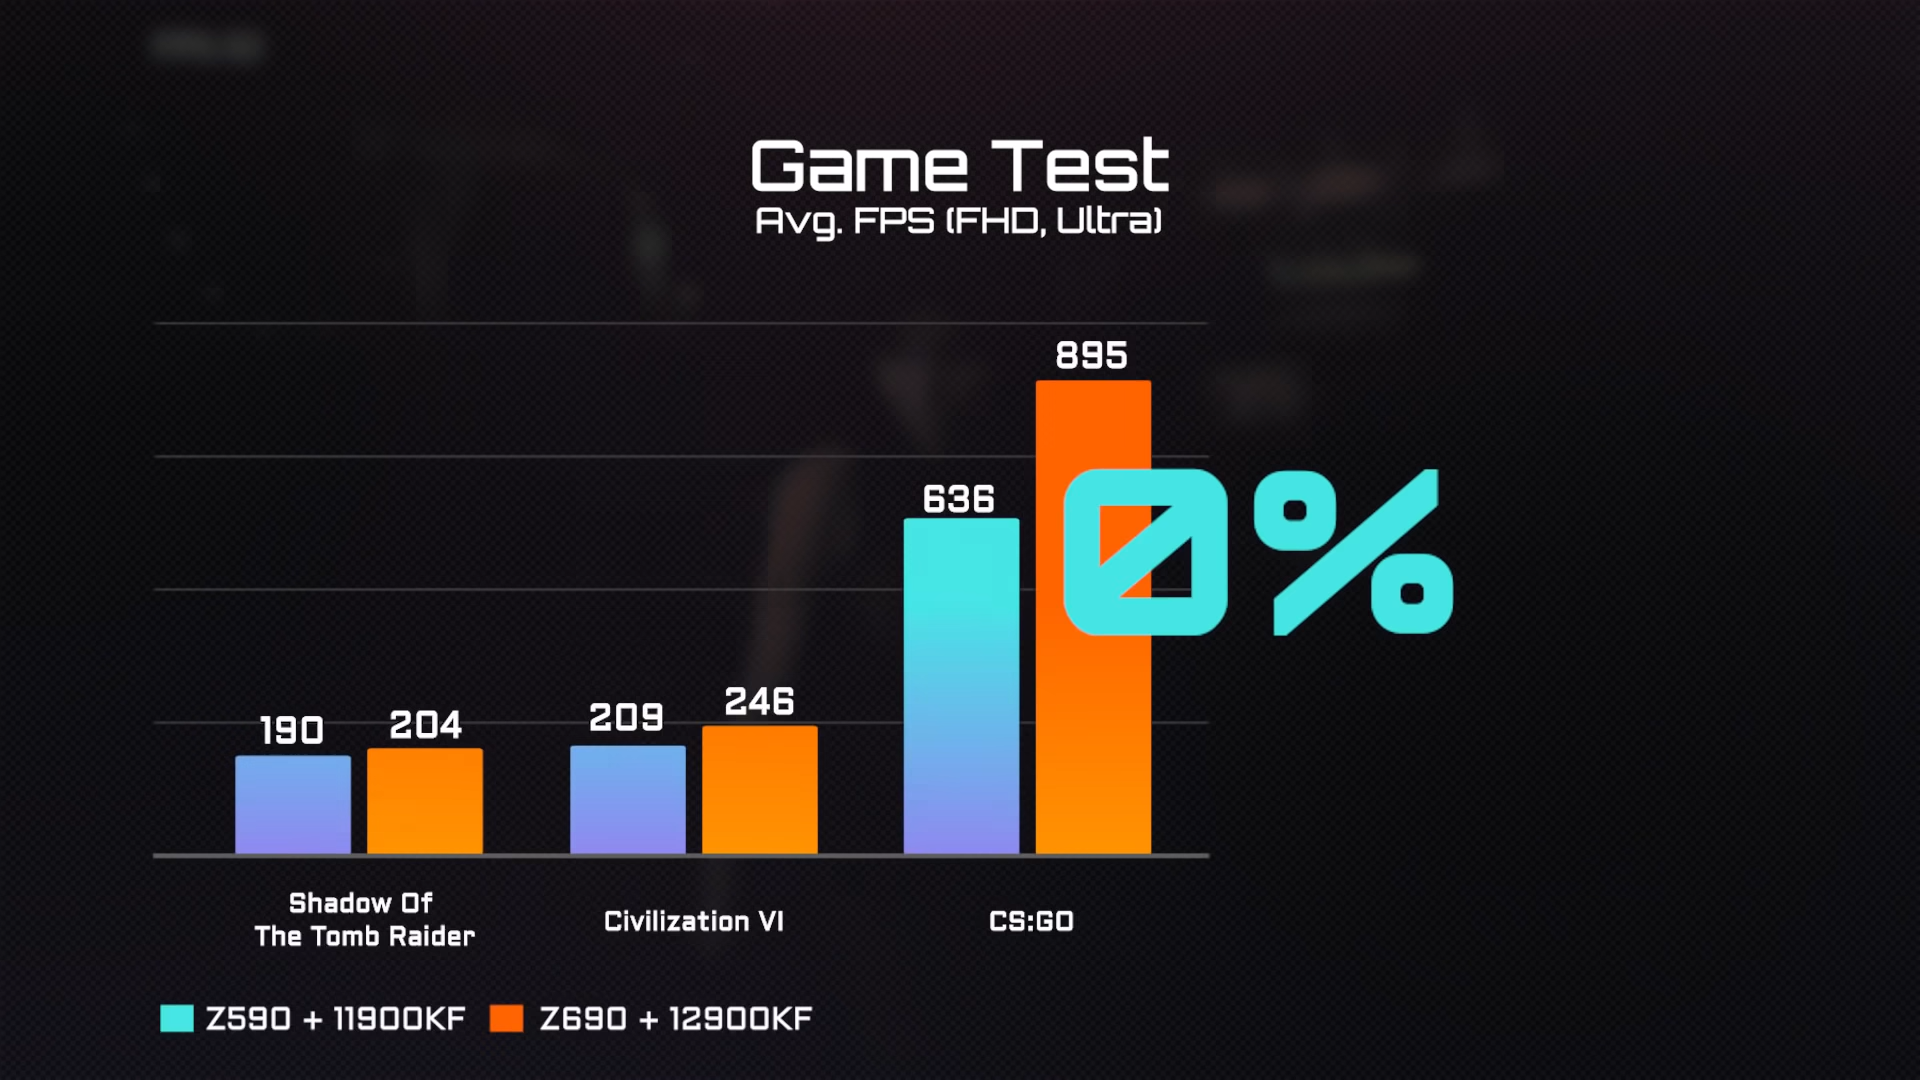 Game Test
Avg. FPS (FHD, Ultra)
895
636
0%
190
204
209
246
Shadow Of
The Tomb Raider
Civilization VI
CS:GO
Z590 + 11900KF
Z690 + 12900KF